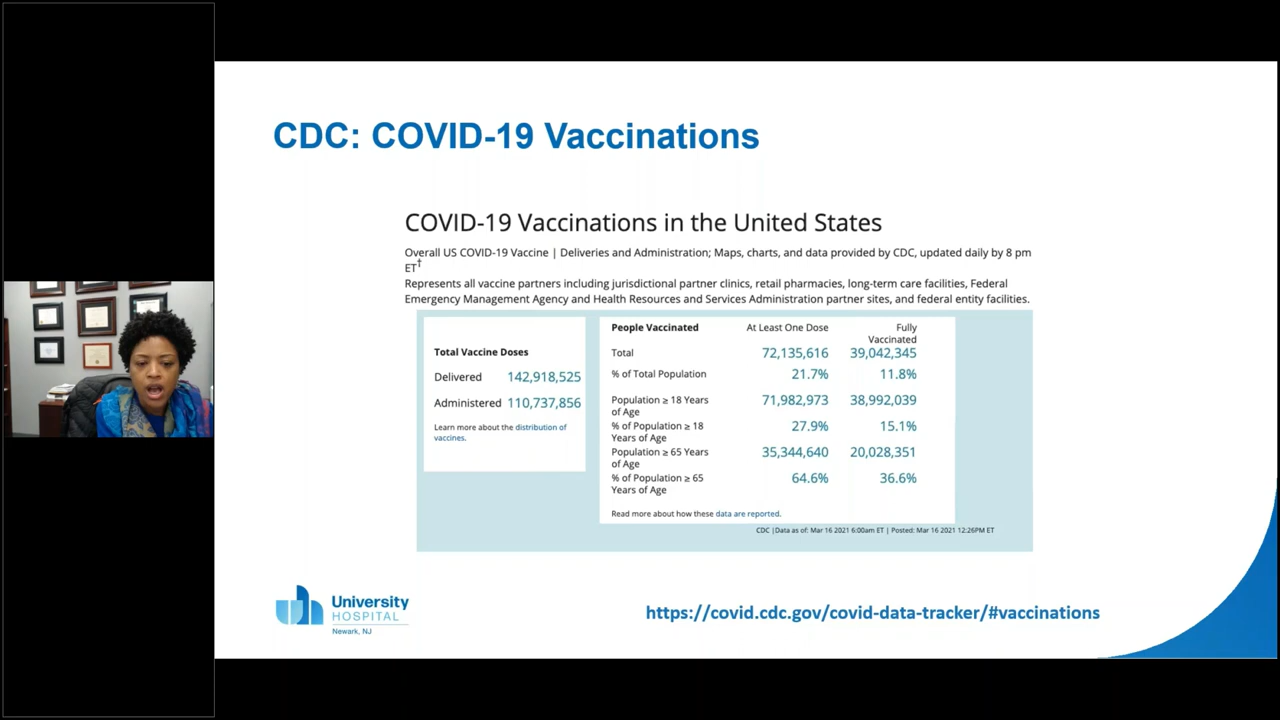 CDC: COVID-19 Vaccinations
COVID-19 Vaccinations in the United States
Overall US COVID-19 Vaccine | Deliveries and Administration; Maps, charts, and data provided by CDC, updated daily by 8 pm
ET†
Represents all vaccine partners including jurisdictional partner clinics, retail pharmacies, long-term care facilities, Federal
Emergency Management Agency and Health Resources and Services Administration partner sites, and federal entity facilities.
Total Vaccine Doses
Delivered 142,918,525
Administered 110,737,856
Learn more about the distribution of
vaccines.
People Vaccinated At Least One Dose Fully
Vaccinated
Total 72,135,616 39,042,345
% of Total Population 21.7% 11.8%
Population ≥ 18 Years 71,982,973 38,992,039
of Age
% of Population ≥ 18 27.9% 15.1%
Years of Age
Population ≥ 65 Years 35,344,640 20,028,351
of Age
% of Population ≥ 65 64.6% 36.6%
Years of Age
Read more about how these data are reported.
CDC |Data as of: Mar 16 2021 6:00am ET | Posted: Mar 16 2021 12:26PM ET
University
HOSPITAL
Newark, NJ
https://covid.cdc.gov/covid-data-tracker/#vaccinations